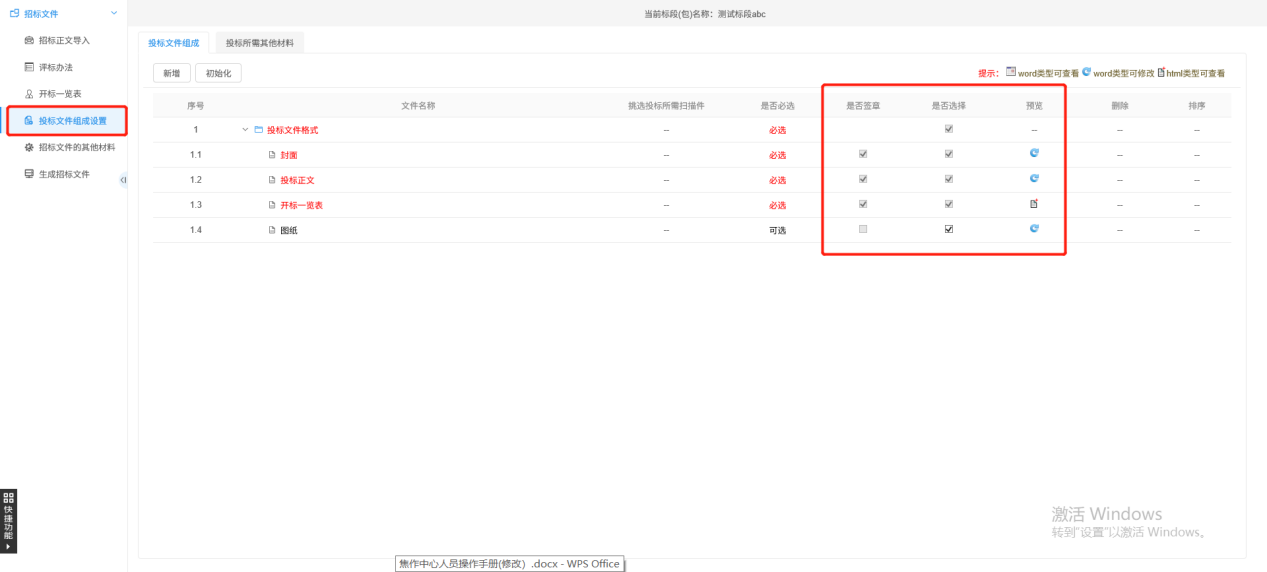 招标文件
招标正文导入
评标办法
开标一览表
投标文件组成设置
招标文件的其他材料
生成招标文件
快捷功能
当前标段(包)名称：测试标段abc
投标文件组成 投标所需其他材料
新增 初始化
提示： word类型可查看 word类型可修改 html类型可查看
序号 文件名称 挑选投标所需扫描件 是否必选 是否签章 是否选择 预览 删除 排序
1 投标文件格式 -- 必选 -- -- --
1.1 封面 -- 必选 -- --
1.2 投标正文 -- 必选 -- --
1.3 开标一览表 -- 必选 -- --
1.4 图纸 -- 可选 -- --
激活 Windows
转到"设置"以激活 Windows。
焦作中心人员操作手册(修改）.docx - WPS Office